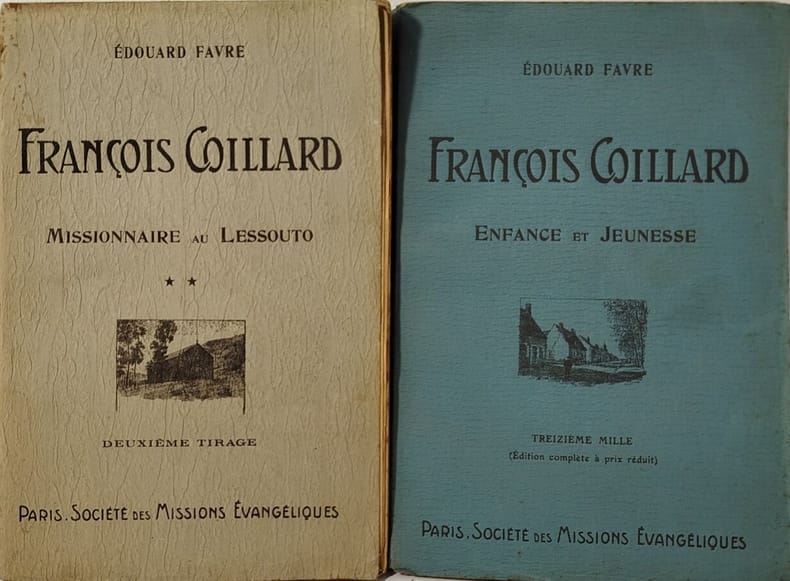 ÉDOUARD FAVRE
FRANÇOIS COILLARD
MISSIONNAIRE AU LESSOUTO
★ ★
DEUXIÈME TIRAGE
PARIS. SOCIÉTÉ DES MISSIONS ÉVANGÉLIQUES
ÉDOUARD FAVRE
FRANÇOIS COILLARD
ENFANCE ET JEUNESSE
TREIZIEME MILLE
(Édition complète à prix réduit)
PARIS. SOCIÉTÉ DES MISSIONS ÉVANGÉLIQUES